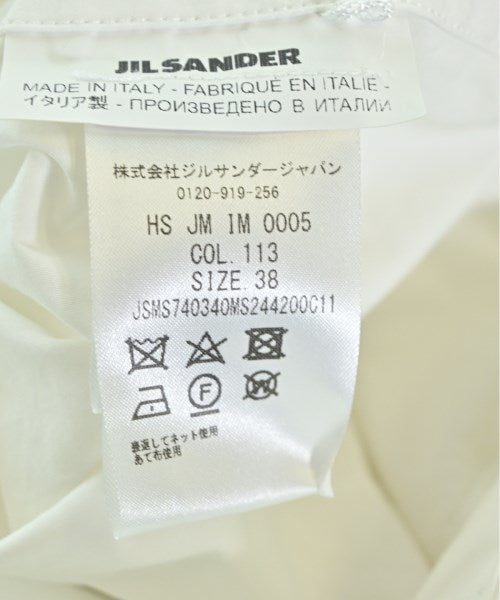 JIL SANDER
MADE IN ITALY - FABRIQUÉ EN ITALIE -
イタリア製 - ПРОИЗВЕДЕНО В ИТАЛИИ
株式会社ジルサンダージャパン
0120-919-256
HS JM IM 0005
COL. 113
SIZE. 38
JSMS740340MS244200C11
F
W
裏返してネット使用
あて布使用